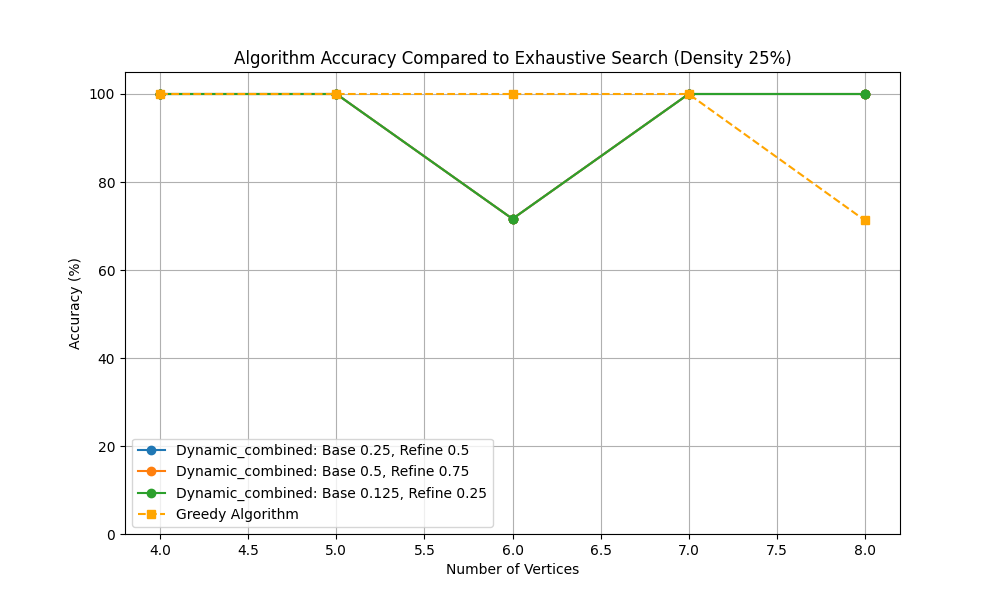 Algorithm Accuracy Compared to Exhaustive Search (Density 25%)
Accuracy (%)
100
80
60
40
20
0
Dynamic_combined: Base 0.25, Refine 0.5
Dynamic_combined: Base 0.5, Refine 0.75
Dynamic_combined: Base 0.125, Refine 0.25
Greedy Algorithm
4.0 4.5 5.0 5.5 6.0 6.5 7.0 7.5 8.0
Number of Vertices